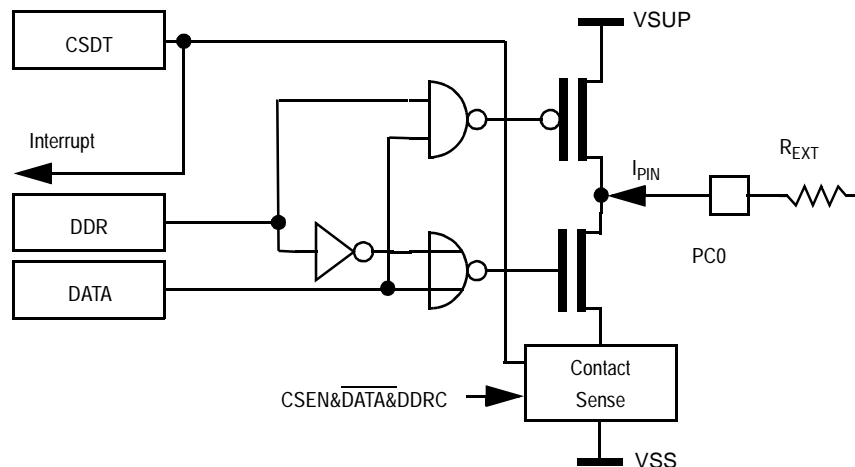 VSUP
CSDT
Interrupt
I_PIN
R_EXT
DDR
PC0
DATA
Contact
Sense
CSEN&DATA&DDRC
VSS